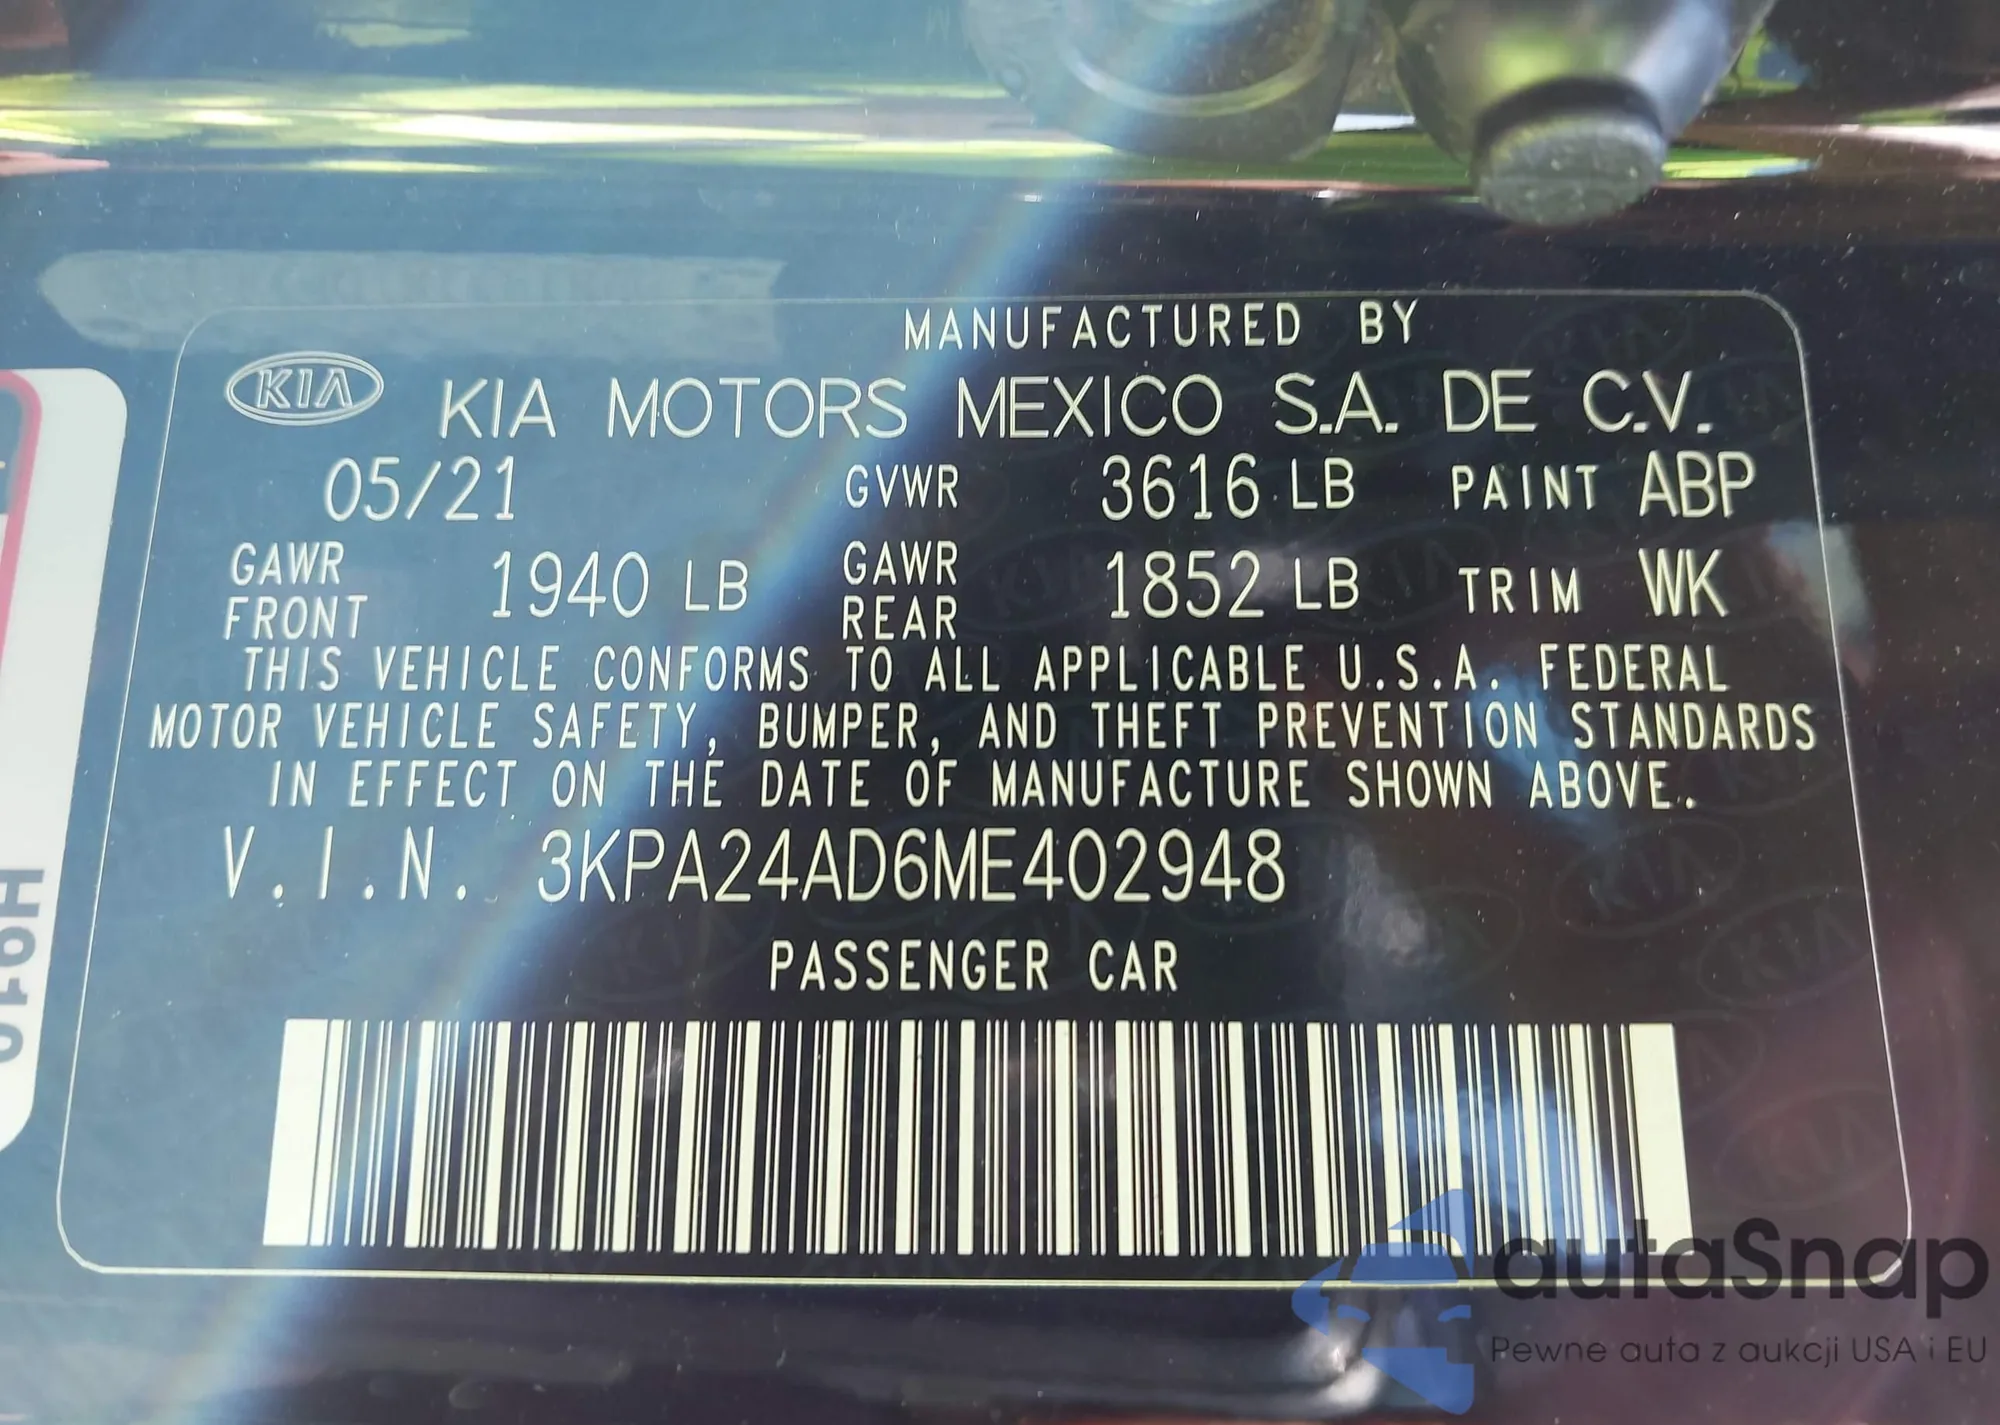 MANUFACTURED BY
KIA KIA MOTORS MEXICO S.A. DE C.V.
05/21 GVWR 3616 LB PAINT ABP
GAWR FRONT 1940 LB GAWR REAR 1852 LB TRIM WK
THIS VEHICLE CONFORMS TO ALL APPLICABLE U.S.A. FEDERAL
MOTOR VEHICLE SAFETY, BUMPER, AND THEFT PREVENTION STANDARDS
IN EFFECT ON THE DATE OF MANUFACTURE SHOWN ABOVE.
V.I.N. 3KPA24AD6ME402948
PASSENGER CAR
H910
autaSnap
Pewne auta z aukcji USA i EU